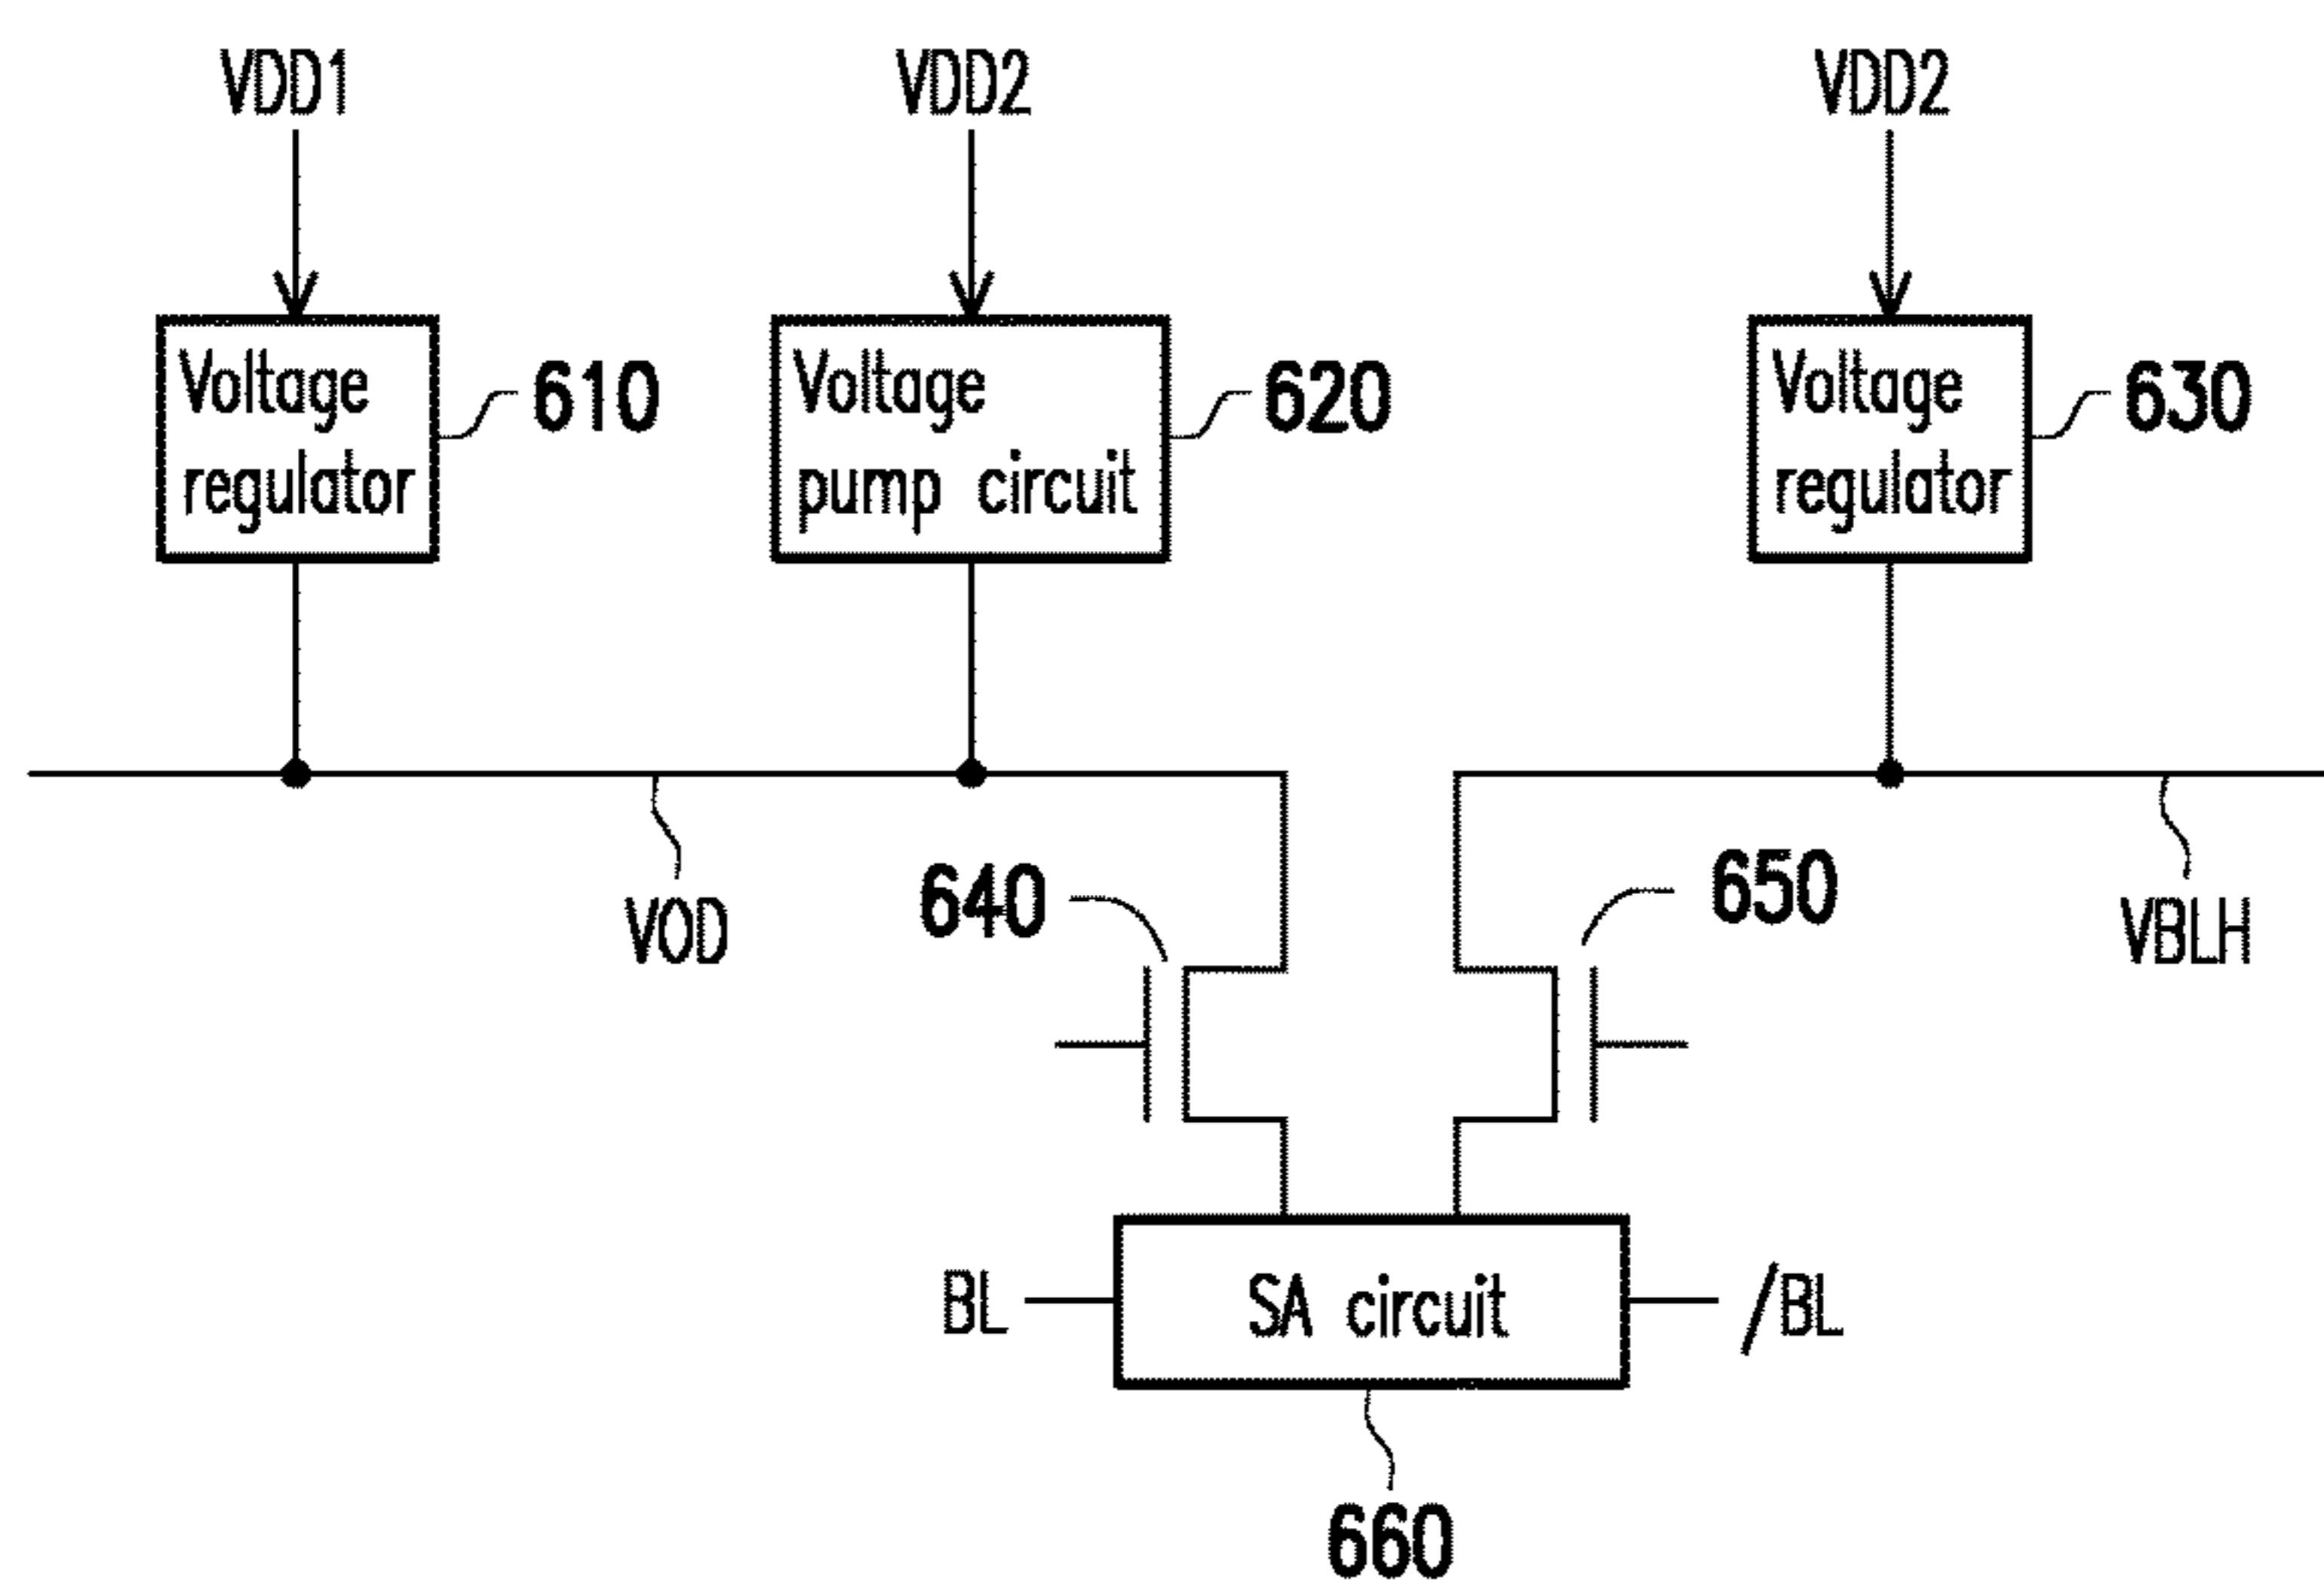 VDD1
VDD2
VDD2
Voltage
regulator
610
Voltage
pump circuit
620
Voltage
regulator
630
VOD
640
650
VBLH
BL
SA circuit
/BL
660